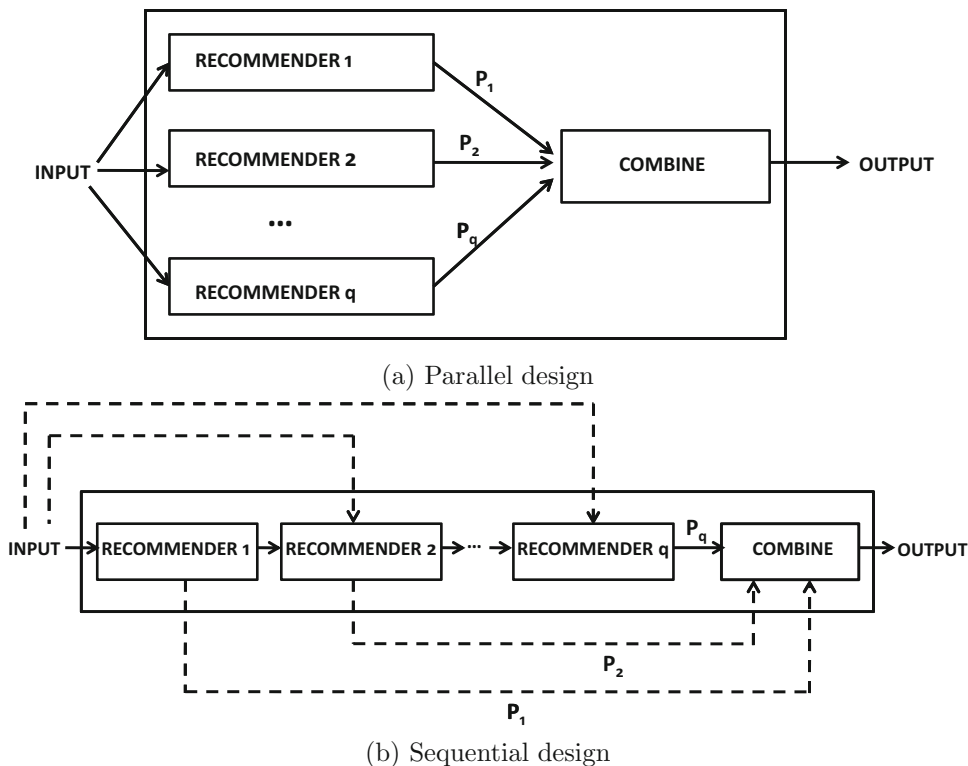 RECOMMENDER 1
P1
RECOMMENDER 2
P2
INPUT
COMBINE
OUTPUT
...
Pq
RECOMMENDER q
(a) Parallel design
INPUT
RECOMMENDER 1
RECOMMENDER 2
...
RECOMMENDER q
Pq
COMBINE
OUTPUT
P2
P1
(b) Sequential design